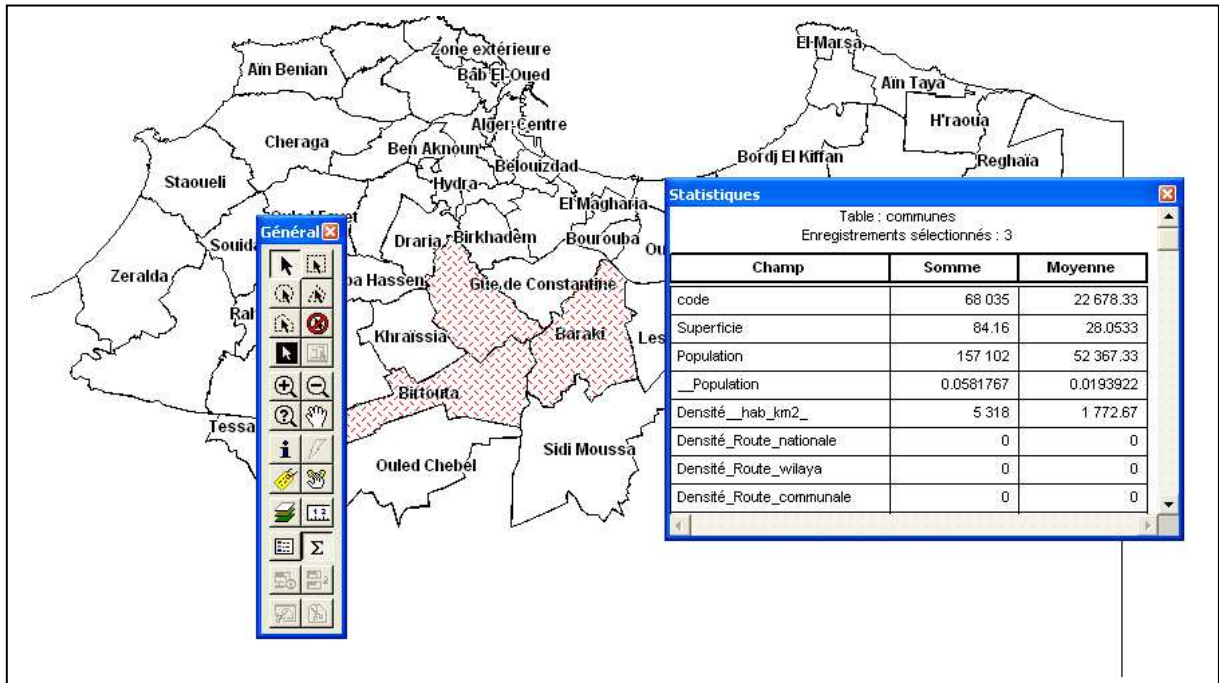 Zone extérieure
El-Marsa
Aïn Benian
Bâb El-Oued
Aïn Taya
Alger-Centre
H'raoua
Cheraga
Ben Aknoun
Bordj El Kiffan
Reghaïa
Belouizdad
Staoueli
Hydra
El Magharia
Draria
Birkhadèm
Bourouba
Zeralda
Gue de Constantine
Khraïssia
Baraki
Birtouta
Ouled Chebel
Sidi Moussa
Général
1.2
Σ
Statistiques
Table : communes
Enregistrements sélectionnés : 3
Champ Somme Moyenne
code 68 035 22 678.33
Superficie 84.16 28.0533
Population 157 102 52 367.33
__Population 0.0581767 0.0193922
Densité__hab_km2_ 5 318 1 772.67
Densité_Route_nationale 0 0
Densité_Route_wilaya 0 0
Densité_Route_communale 0 0